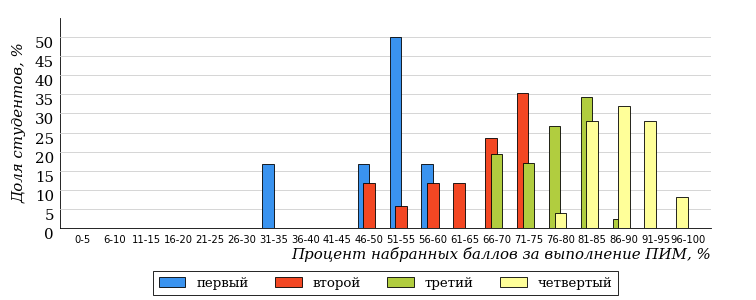 Доля студентов, %
50
45
40
35
30
25
20
15
10
5
0
0-5 6-10 11-15 16-20 21-25 26-30 31-35 36-40 41-45 46-50 51-55 56-60 61-65 66-70 71-75 76-80 81-85 86-90 91-95 96-100
Процент набранных баллов за выполнение ПИМ, %
первый второй третий четвертый